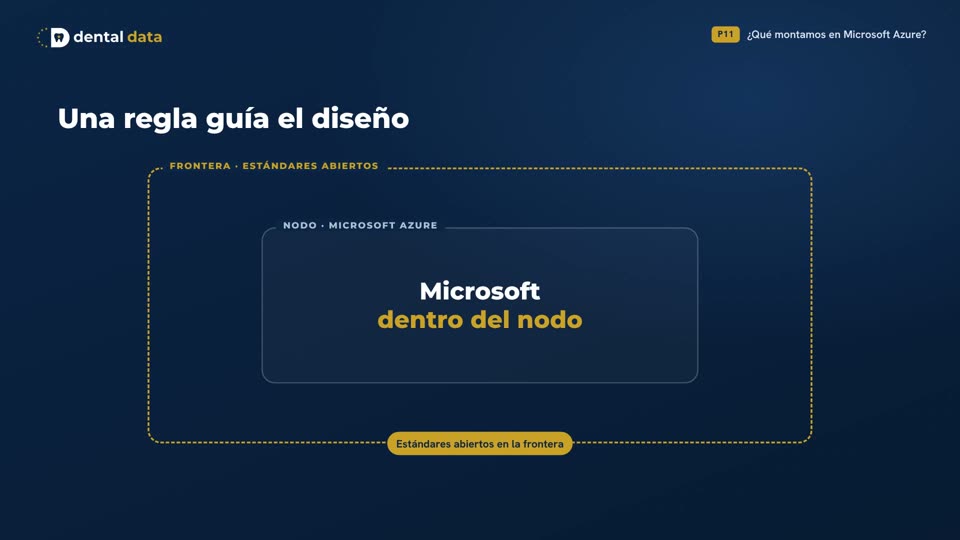 dental data
P11 ¿Qué montamos en Microsoft Azure?
Una regla guía el diseño
FRONTERA · ESTÁNDARES ABIERTOS
NODO · MICROSOFT AZURE
Microsoft
dentro del nodo
Estándares abiertos en la frontera